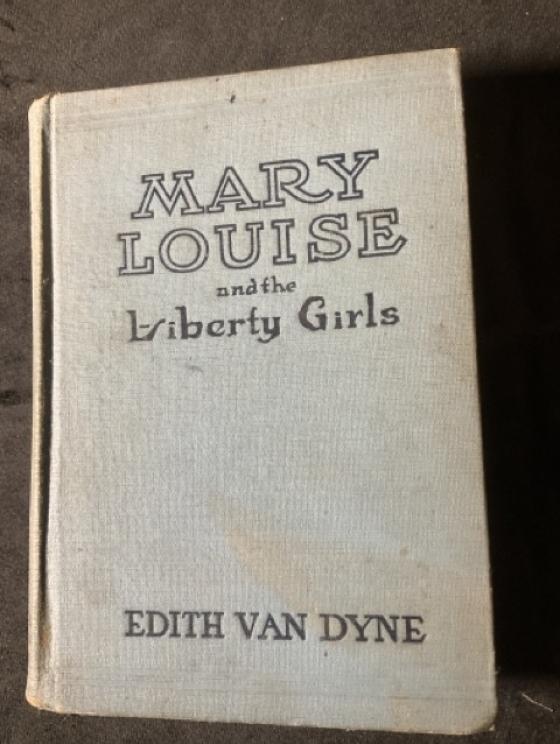 MARY
LOUISE
and the
Liberty Girls
EDITH VAN DYNE